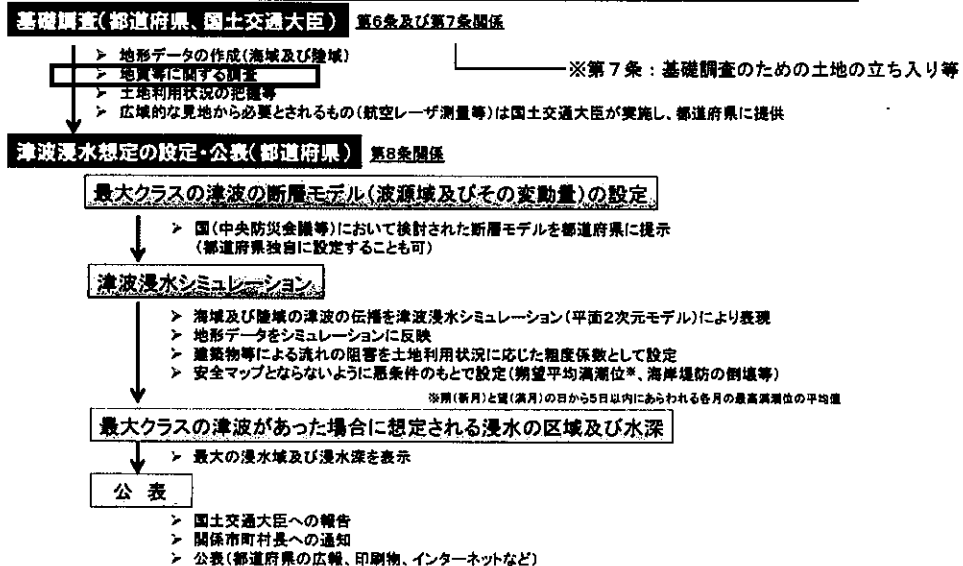 基礎調査(都道府県、国土交通大臣) 第6条及び第7条関係
➢ 地形データの作成(海域及び陸域)
➢ 地質等に関する調査
※第7条：基礎調査のための土地の立ち入り等
➢ 土地利用状況の把握等
➢ 広域的な見地から必要とされるもの(航空レーザ測量等)は国土交通大臣が実施し、都道府県に提供
津波浸水想定の設定・公表(都道府県) 第8条関係
最大クラスの津波の断層モデル(波源域及びその変動量)の設定
➢ 国(中央防災会議等)において検討された断層モデルを都道府県に提示
(都道府県独自に設定することも可)
津波浸水シミュレーション
➢ 海域及び陸域の津波の伝播を津波浸水シミュレーション(平面2次元モデル)により表現
➢ 地形データをシミュレーションに反映
➢ 建築物等による流れの阻害を土地利用状況に応じた粗度係数として設定
➢ 安全マップとならないように悪条件のもとで設定(朔望平均満潮位※、海岸堤防の倒壊等)
※朔(新月)と望(満月)の日から5日以内にあらわれる各月の最高満潮位の平均値
最大クラスの津波があった場合に想定される浸水の区域及び水深
➢ 最大の浸水域及び浸水深を表示
公 表
➢ 国土交通大臣への報告
➢ 関係市町村長への通知
➢ 公表(都道府県の広報、印刷物、インターネットなど)